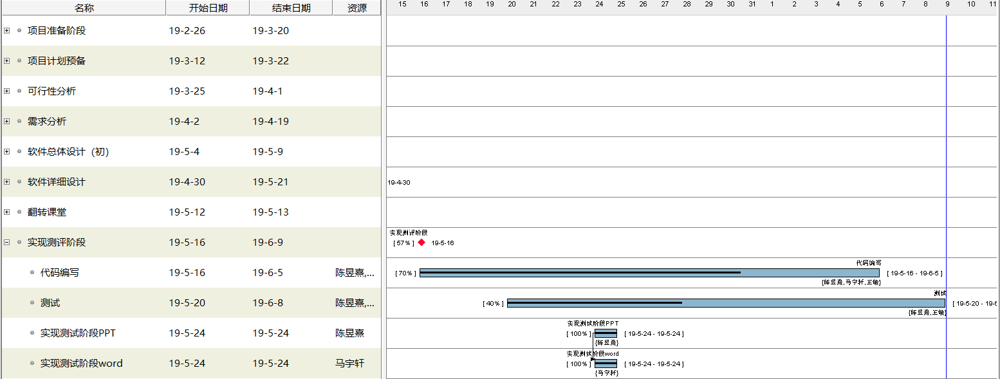 名称 开始日期 结束日期 资源 15 16 17 18 19 20 21 22 23 24 25 26 27 28 29 30 31 1 2 3 4 5 6 7 8 9 10 11
项目准备阶段 19-2-26 19-3-20
项目计划预备 19-3-12 19-3-22
可行性分析 19-3-25 19-4-1
需求分析 19-4-2 19-4-19
软件总体设计（初） 19-5-4 19-5-9
软件详细设计 19-4-30 19-5-21 19-4-30
翻转课堂 19-5-12 19-5-13
实现测评阶段
实现测评阶段 19-5-16 19-6-9 [ 57% ] 19-5-16
代码编写
代码编写 19-5-16 19-6-5 陈昱熹,... [ 70% ] [ 19-5-16 - 19-6-5 ]
{陈昱熹,马宇轩,王敏}
测试
测试 19-5-20 19-6-8 陈昱熹,... [ 40% ] [ 19-5-20 - 19-6
{陈昱熹,王敏}
实现测试阶段PPT
实现测试阶段PPT 19-5-24 19-5-24 陈昱熹 [ 100% ] [ 19-5-24 - 19-5-24 ]
{陈昱熹}
实现测试阶段word
实现测试阶段word 19-5-24 19-5-24 马宇轩 [ 100% ] [ 19-5-24 - 19-5-24 ]
{马宇轩}